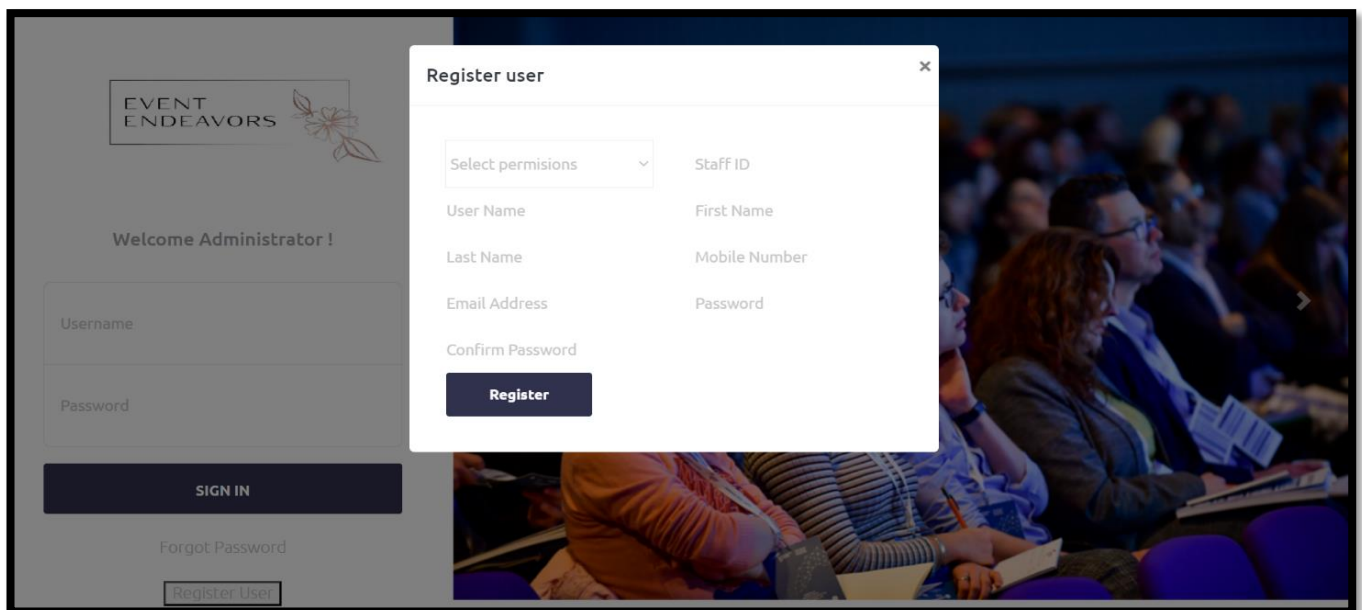 EVENT
ENDEAVORS
Welcome Administrator !
Username
Password
SIGN IN
Forgot Password
Register User
Register user
×
Select permisions
Staff ID
User Name
First Name
Last Name
Mobile Number
Email Address
Password
Confirm Password
Register